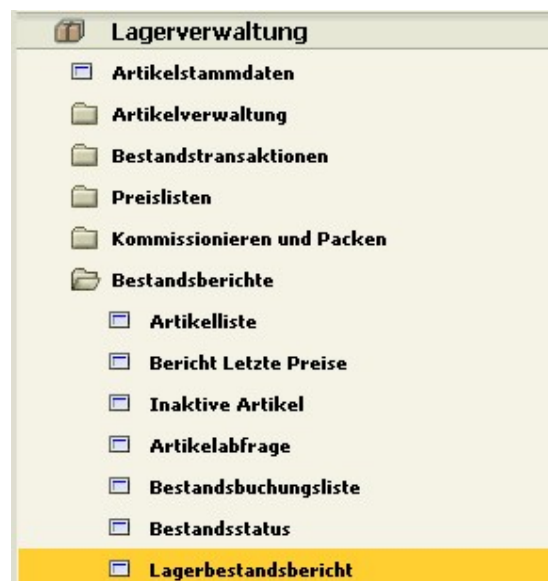 Lagerverwaltung
Artikelstammdaten
Artikelverwaltung
Bestandstransaktionen
Preislisten
Kommissionieren und Packen
Bestandsberichte
Artikelliste
Bericht Letzte Preise
Inaktive Artikel
Artikelabfrage
Bestandsbuchungsliste
Bestandsstatus
Lagerbestandsbericht